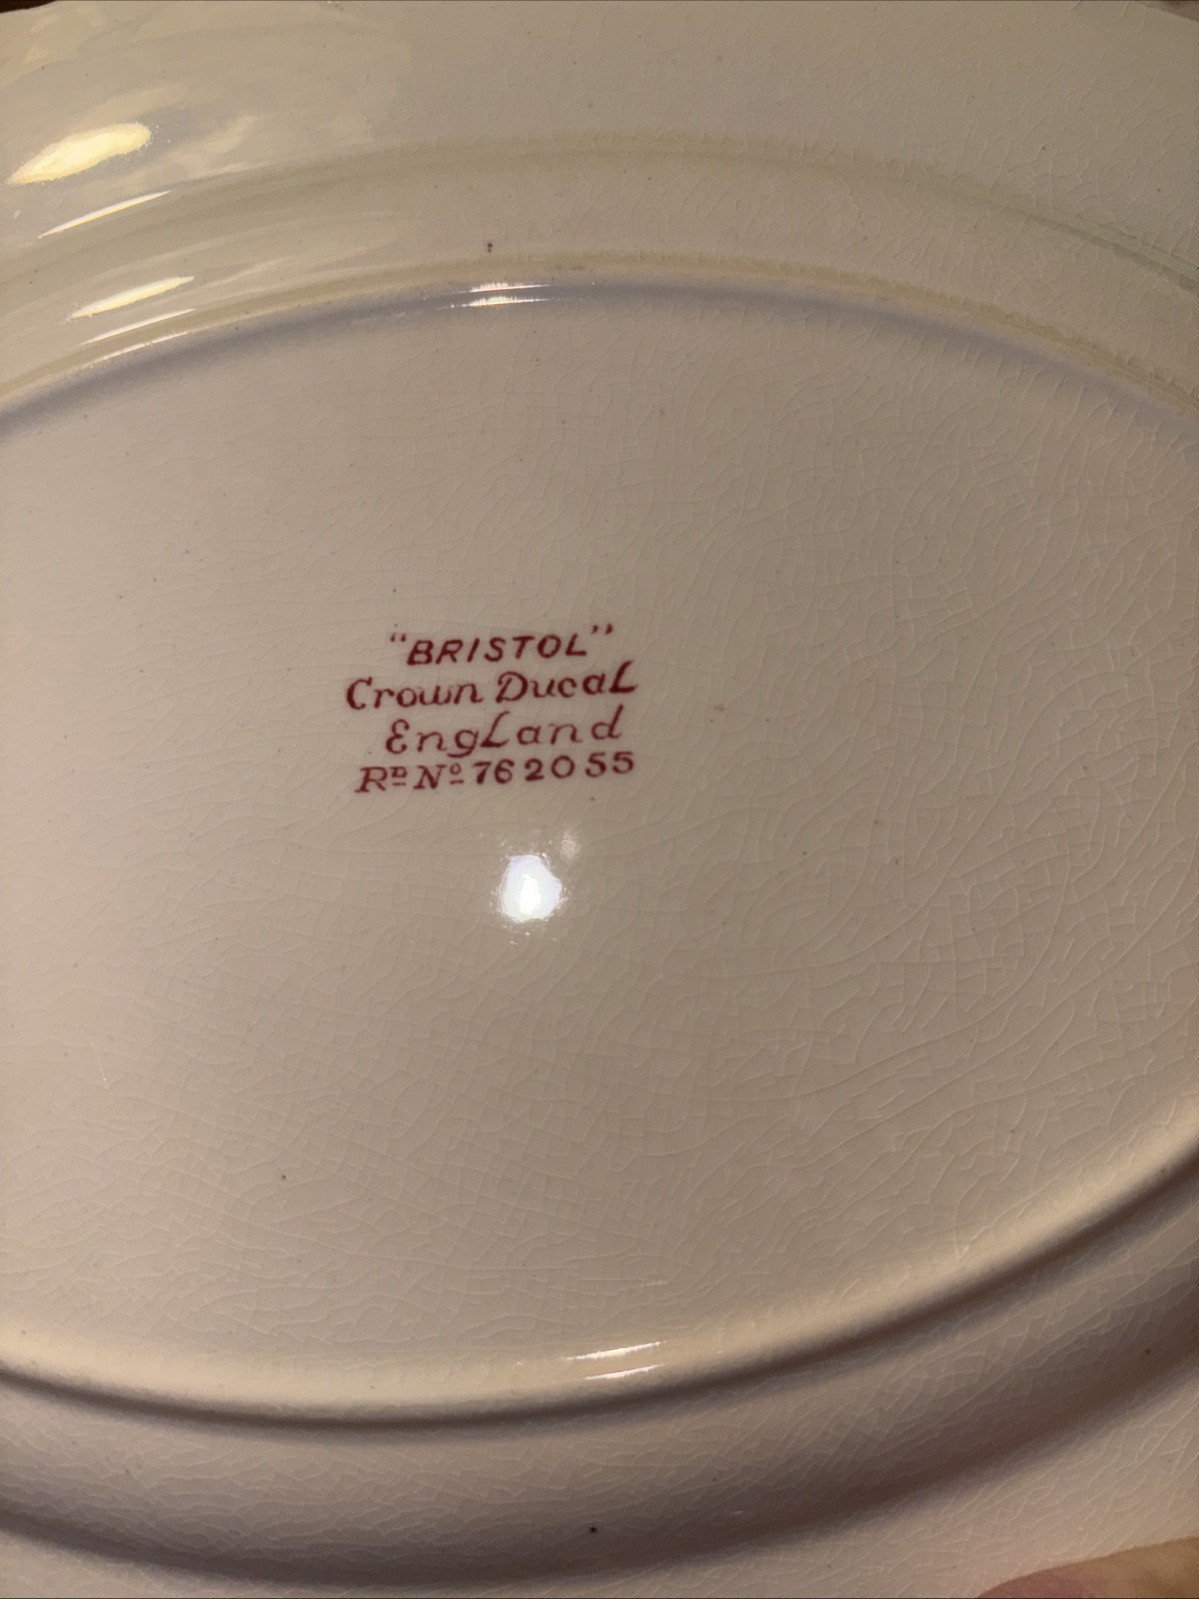 "BRISTOL"
Crown Ducal
England
Rᴰ Nº 762055